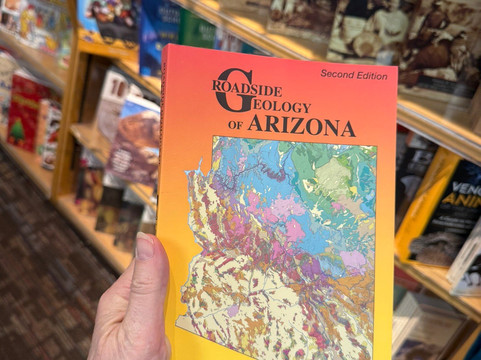 Second Edition
ROADSIDE
GEOLOGY
OF ARIZONA